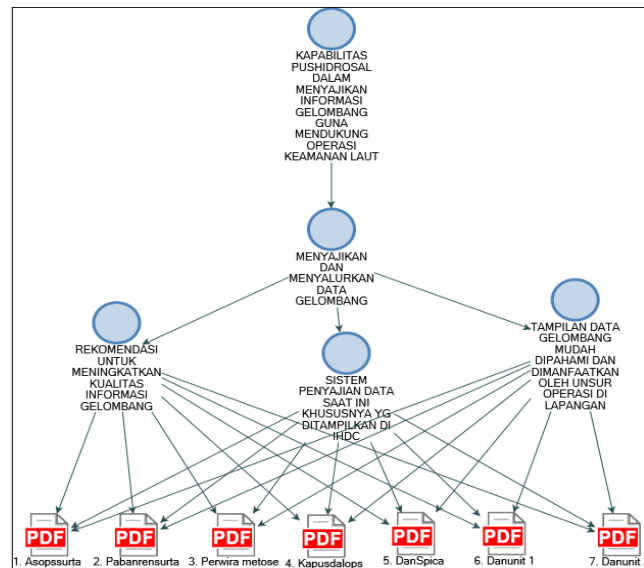 KAPABILITAS
PUSHIDROSAL
DALAM
MENYAJIKAN
INFORMASI
GELOMBANG
GUNA
MENDUKUNG
OPERASI
KEAMANAN LAUT
MENYAJIKAN
DAN
MENYALURKAN
DATA
GELOMBANG
REKOMENDASI
UNTUK
MENINGKATKAN
KUALITAS
INFORMASI
GELOMBANG
SISTEM
PENYAJIAN DATA
SAAT INI
KHUSUSNYA YG
DITAMPILKAN DI
IHDC
TAMPILAN DATA
GELOMBANG
MUDAH
DIPAHAMI DAN
DIMANFAATKAN
OLEH UNSUR
OPERASI DI
LAPANGAN
PDF
PDF
PDF
PDF
PDF
PDF
PDF
1. Asopssurta
2. Pabanrensurta
3. Perwira metose
4. Kapusdalops
5. DanSpica
6. Danunit 1
7. Danunit